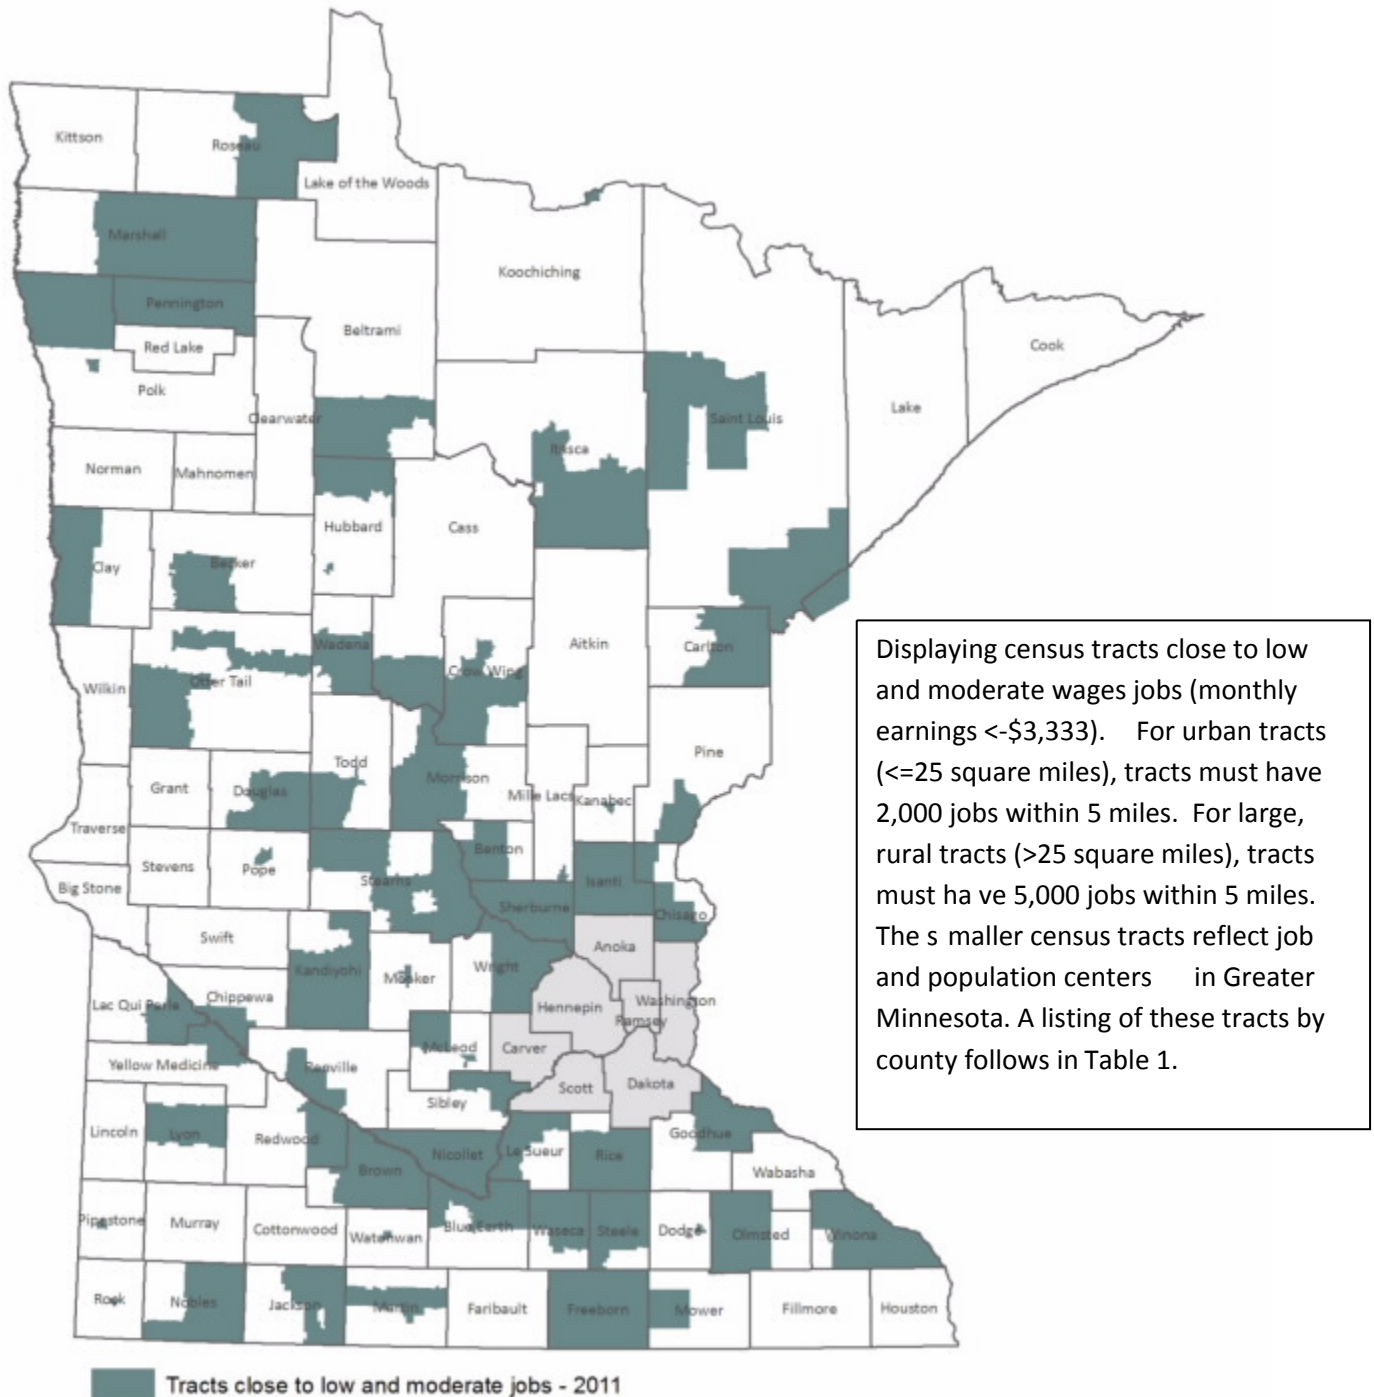 Kittson
Roseau
Lake of the Woods
Marshall
Koochiching
Pennington
Beltrami
Red Lake
Cook
Polk
Clearwater
Lake
Saint Louis
Itasca
Norman
Mahnomen
Hubbard
Cass
Clay
Becker
Wadena
Aitkin
Carlton
Crow Wing
Otter Tail
Wilkin
Pine
Todd
Morrison
Grant
Douglas
Mille Lacs
Kanabec
Traverse
Stevens
Pope
Benton
Big Stone
Stearns
Isanti
Sherburne
Chisago
Swift
Anoka
Kandiyohi
Meeker
Wright
Chippewa
Lac Qui Parle
Hennepin
Washington
Ramsey
Yellow Medicine
Renville
McLeod
Carver
Scott
Dakota
Sibley
Lincoln
Lyon
Redwood
Goodhue
Nicollet
Le Sueur
Rice
Brown
Wabasha
Pipestone
Murray
Cottonwood
Watonwan
Blue Earth
Waseca
Steele
Dodge
Olmsted
Winona
Rock
Nobles
Jackson
Martin
Faribault
Freeborn
Mower
Fillmore
Houston
Displaying census tracts close to low
and moderate wages jobs (monthly
earnings <-$3,333). For urban tracts
(<=25 square miles), tracts must have
2,000 jobs within 5 miles. For large,
rural tracts (>25 square miles), tracts
must ha ve 5,000 jobs within 5 miles.
The s maller census tracts reflect job
and population centers in Greater
Minnesota. A listing of these tracts by
county follows in Table 1.
Tracts close to low and moderate jobs - 2011